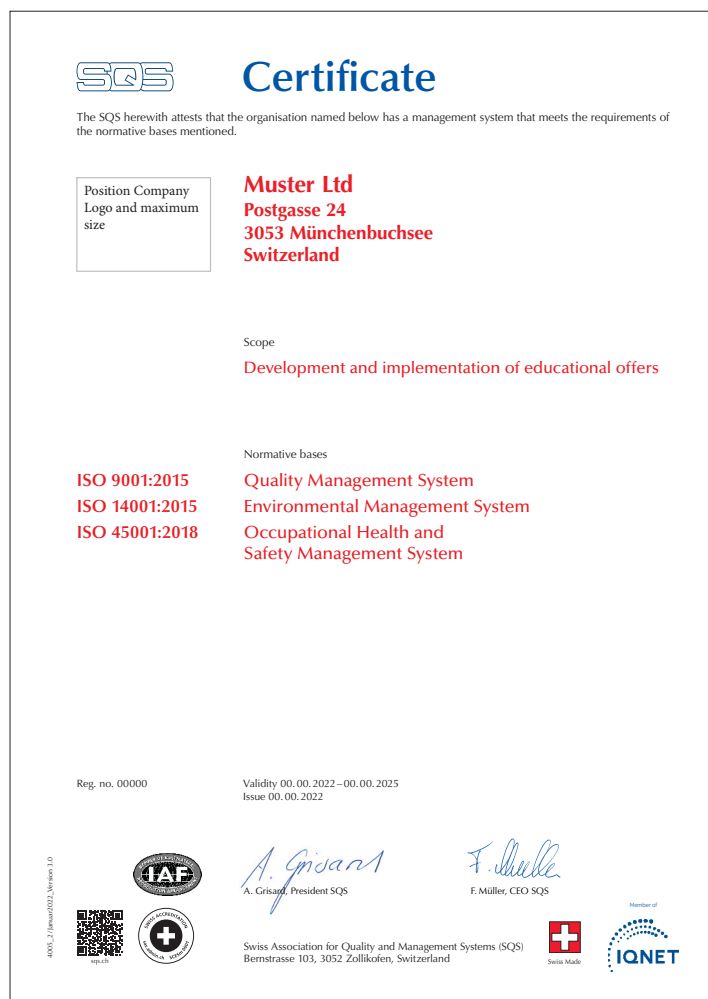 SQS
Certificate
The SQS herewith attests that the organisation named below has a management system that meets the requirements of
the normative bases mentioned.
Position Company
Logo and maximum
size
Muster Ltd
Postgasse 24
3053 Münchenbuchsee
Switzerland
Scope
Development and implementation of educational offers
Normative bases
ISO 9001:2015 Quality Management System
ISO 14001:2015 Environmental Management System
ISO 45001:2018 Occupational Health and
Safety Management System
Reg. no. 00000
Validity 00.00.2022–00.00.2025
Issue 00.00.2022
4005_2/Januar2022_Version 3.0
IAF
A. Grisard
F. Müller
A. Grisard, President SQS
F. Müller, CEO SQS
sqs.ch
SWISS ACCREDITATION
Swiss Association for Quality and Management Systems (SQS)
Bernstrasse 103, 3052 Zollikofen, Switzerland
Swiss Made
Member of
IQNET